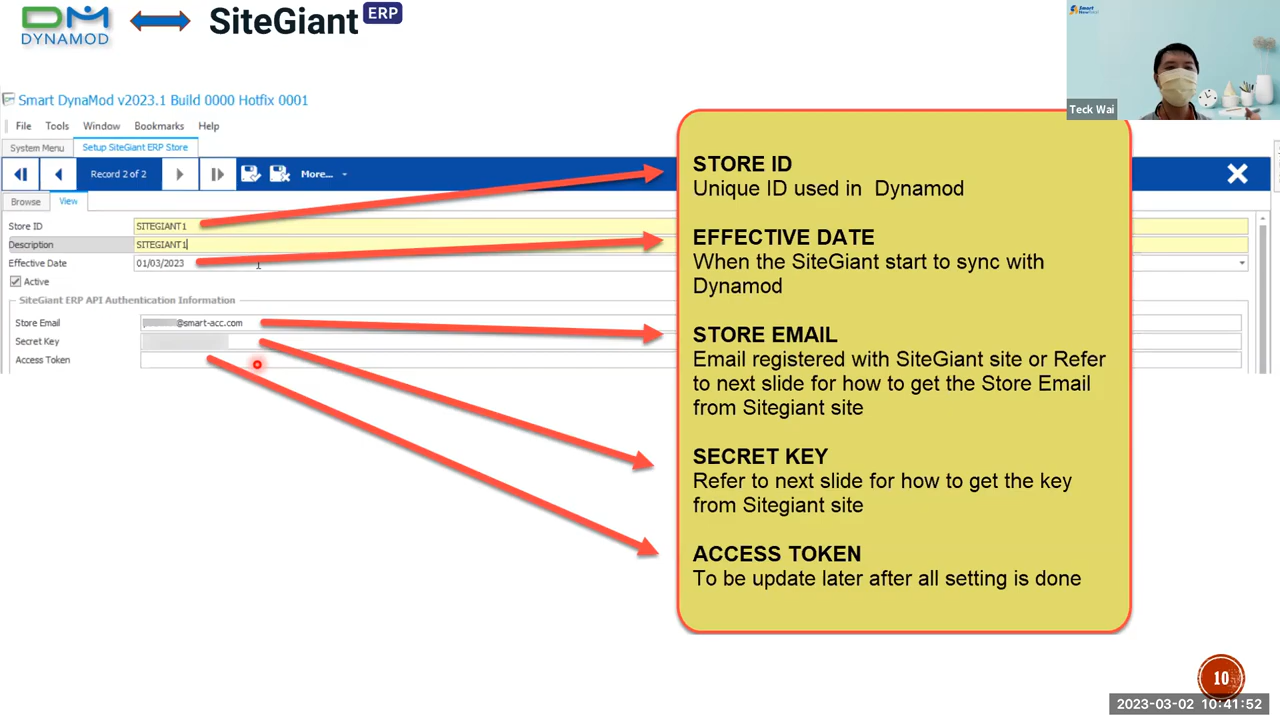 DM
DYNAMOD
SiteGiant ERP
Smart
Teck Wai
Smart DynaMod v2023.1 Build 0000 Hotfix 0001
File Tools Window Bookmarks Help
System Menu Setup SiteGiant ERP Store
Record 2 of 2 More...
Browse View
Store ID SITEGIANT1
Description SITEGIANT1
Effective Date 01/03/2023
Active
SiteGiant ERP API Authentication Information
Store Email @smart-acc.com
Secret Key
Access Token
STORE ID
Unique ID used in Dynamod
EFFECTIVE DATE
When the SiteGiant start to sync with
Dynamod
STORE EMAIL
Email registered with SiteGiant site or Refer
to next slide for how to get the Store Email
from Sitegiant site
SECRET KEY
Refer to next slide for how to get the key
from Sitegiant site
ACCESS TOKEN
To be update later after all setting is done
10
2023-03-02 10:41:52